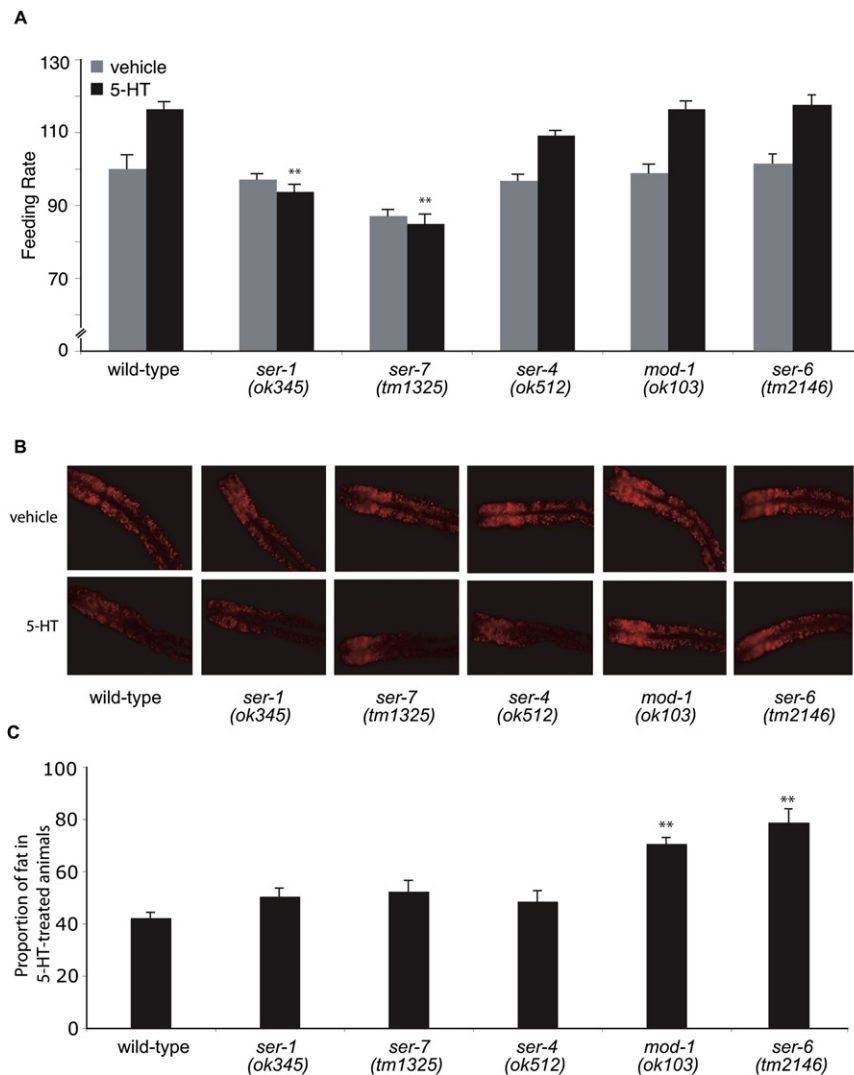 A
130
vehicle
5-HT
110
**
**
90
Feeding Rate
70
0
wild-type
ser-1
(ok345)
ser-7
(tm1325)
ser-4
(ok512)
mod-1
(ok103)
ser-6
(tm2146)
B
vehicle
5-HT
wild-type
ser-1
(ok345)
ser-7
(tm1325)
ser-4
(ok512)
mod-1
(ok103)
ser-6
(tm2146)
C
100
Proportion of fat in
5-HT-treated animals
80
**
**
60
40
20
0
wild-type
ser-1
(ok345)
ser-7
(tm1325)
ser-4
(ok512)
mod-1
(ok103)
ser-6
(tm2146)